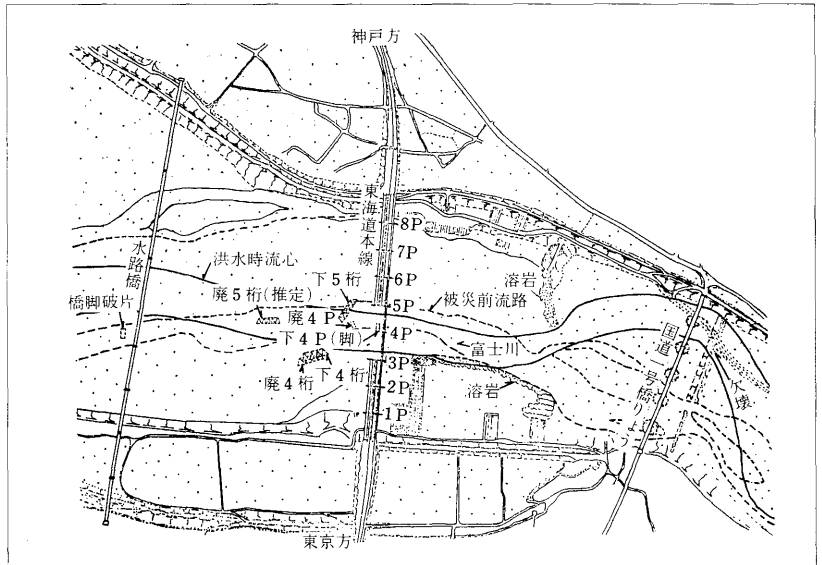 神戸方
東海道本線
8P
7P
6P
5P
4P
3P
2P
1P
水路橋
洪水時流心
下5桁
廃5桁(推定)
被災前流路
橋脚破片
廃4P
下4P(脚)
富士川
廃4桁
下4桁
溶岩
溶岩
国道一号橋りょう
欠壊
東京方